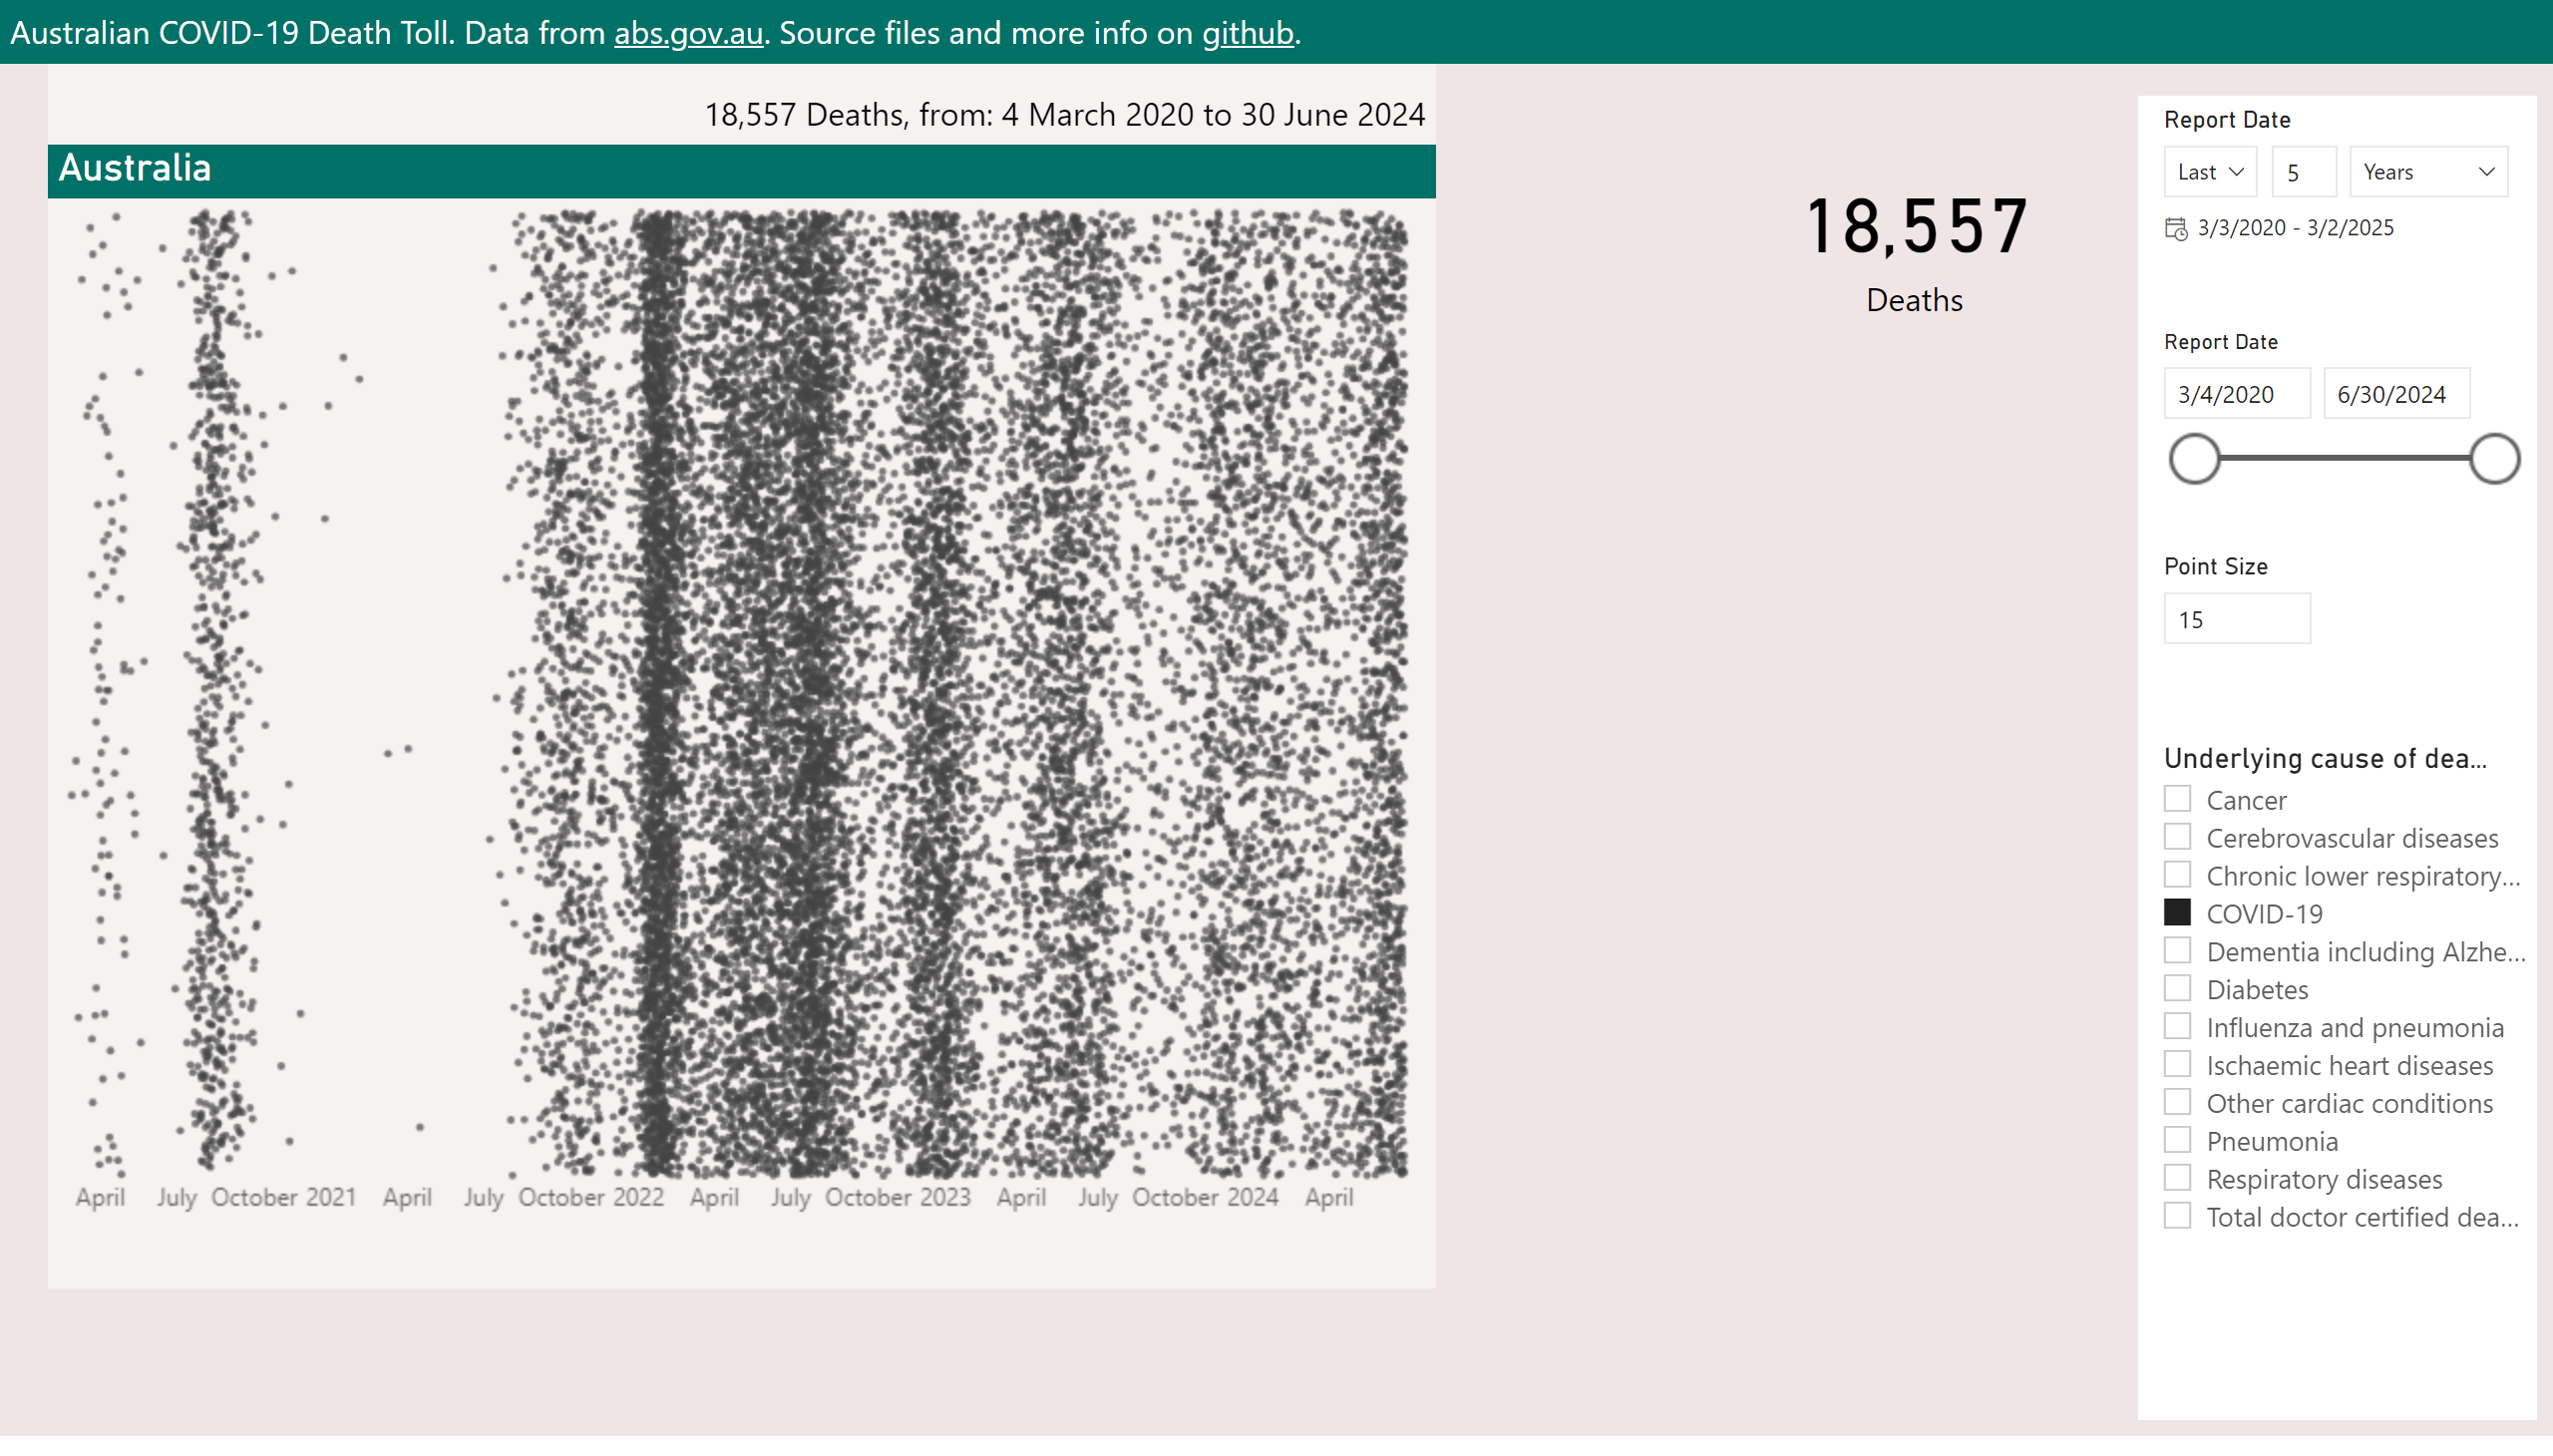 Australian COVID-19 Death Toll. Data from abs.gov.au. Source files and more info on github.
18,557 Deaths, from: 4 March 2020 to 30 June 2024
Australia
April July October 2021 April July October 2022 April July October 2023 April July October 2024 April
18,557
Deaths
Report Date
Last 5 Years
3/3/2020 - 3/2/2025
Report Date
3/4/2020 6/30/2024
Point Size
15
Underlying cause of dea...
Cancer
Cerebrovascular diseases
Chronic lower respiratory...
COVID-19
Dementia including Alzhe...
Diabetes
Influenza and pneumonia
Ischaemic heart diseases
Other cardiac conditions
Pneumonia
Respiratory diseases
Total doctor certified dea...